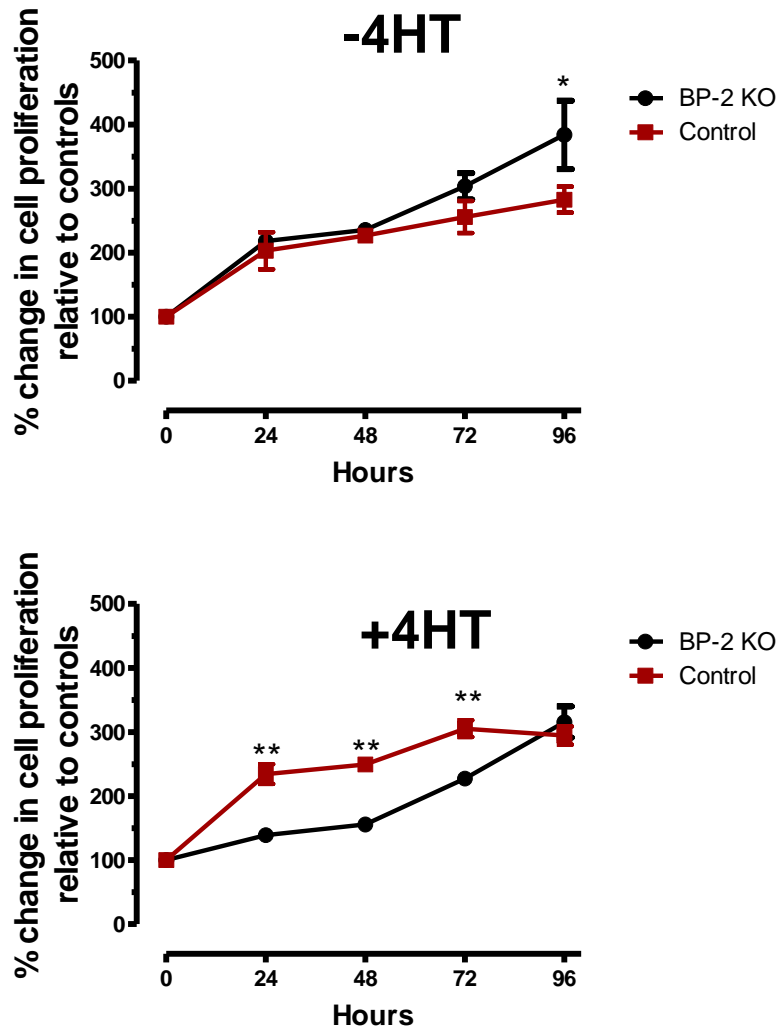 -4HT
% change in cell proliferation
relative to controls
500
400
300
200
100
0
*
BP-2 KO
Control
0 24 48 72 96
Hours
+4HT
% change in cell proliferation
relative to controls
500
400
300
200
100
0
** ** **
BP-2 KO
Control
0 24 48 72 96
Hours